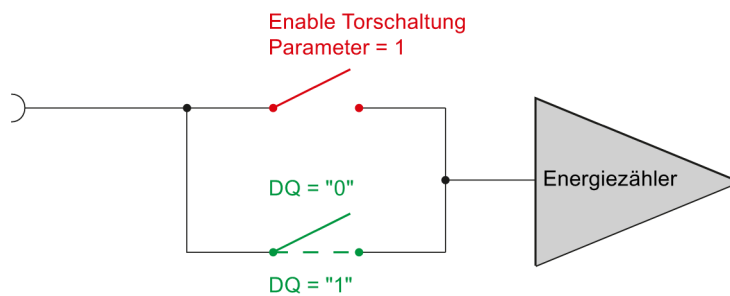 Enable Torschaltung
Parameter = 1
Energiezähler
DQ = "0"
DQ = "1"